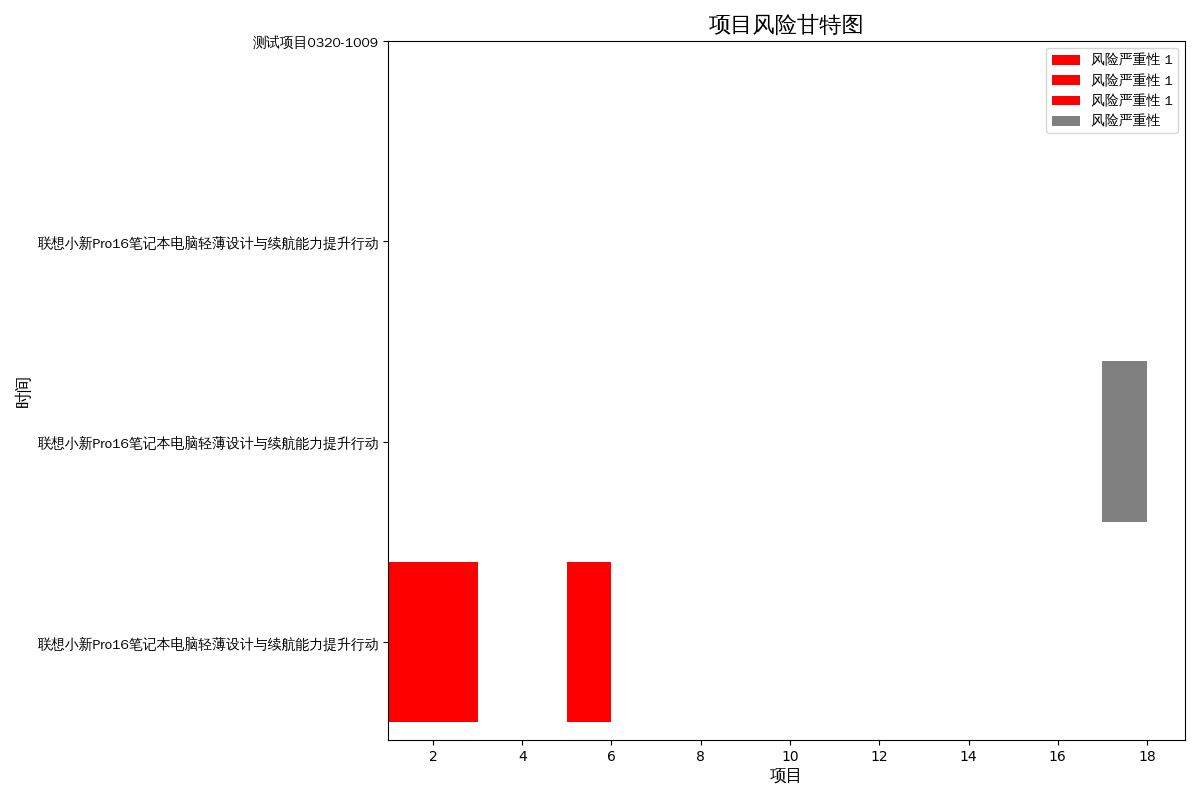 项目风险甘特图
测试项目0320-1009
联想小新Pro16笔记本电脑轻薄设计与续航能力提升行动
联想小新Pro16笔记本电脑轻薄设计与续航能力提升行动
联想小新Pro16笔记本电脑轻薄设计与续航能力提升行动
时间
风险严重性 1
风险严重性 1
风险严重性 1
风险严重性
2 4 6 8 10 12 14 16 18
项目